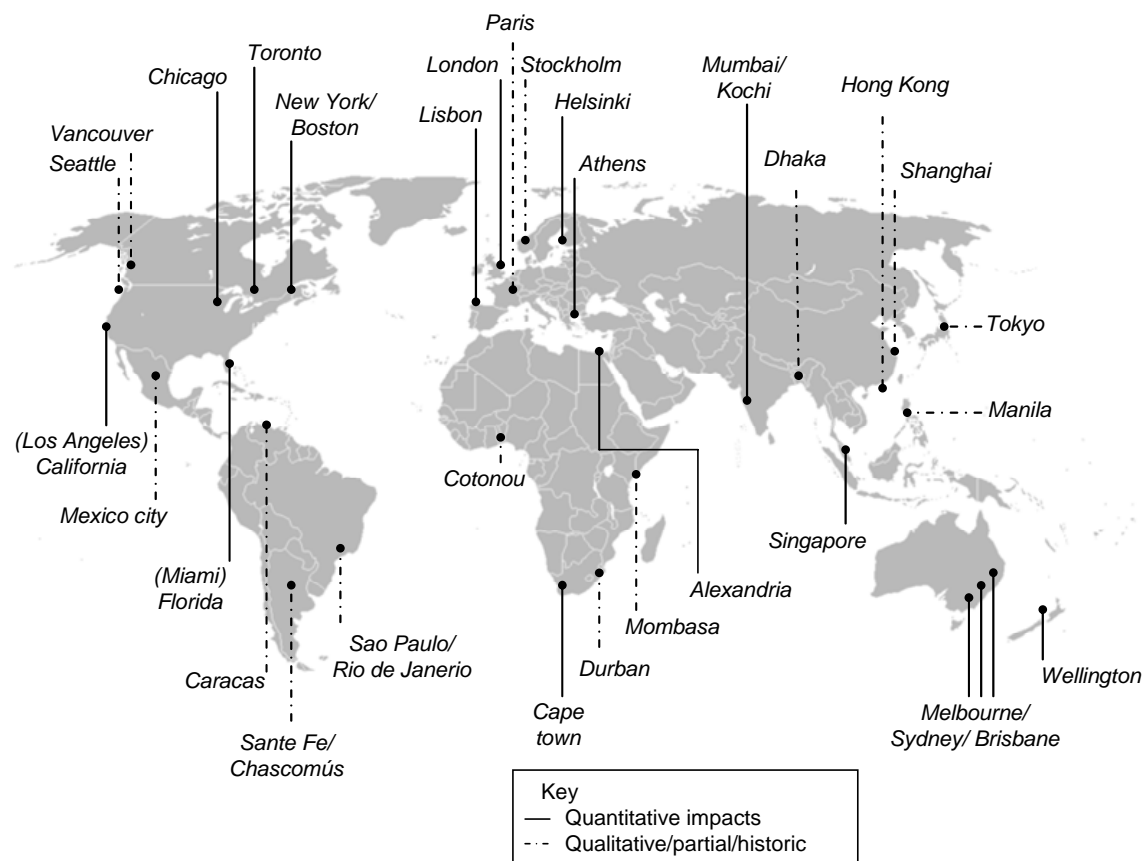 Paris
Toronto
London
Stockholm
Mumbai/
Kochi
Hong Kong
Chicago
New York/
Boston
Lisbon
Helsinki
Vancouver
Seattle
Athens
Dhaka
Shanghai
Tokyo
Manila
(Los Angeles)
California
Cotonou
Mexico city
Singapore
(Miami)
Florida
Alexandria
Mombasa
Sao Paulo/
Rio de Janerio
Durban
Caracas
Wellington
Cape
town
Melbourne/
Sydney/ Brisbane
Sante Fe/
Chascomús
Key
Quantitative impacts
Qualitative/partial/historic